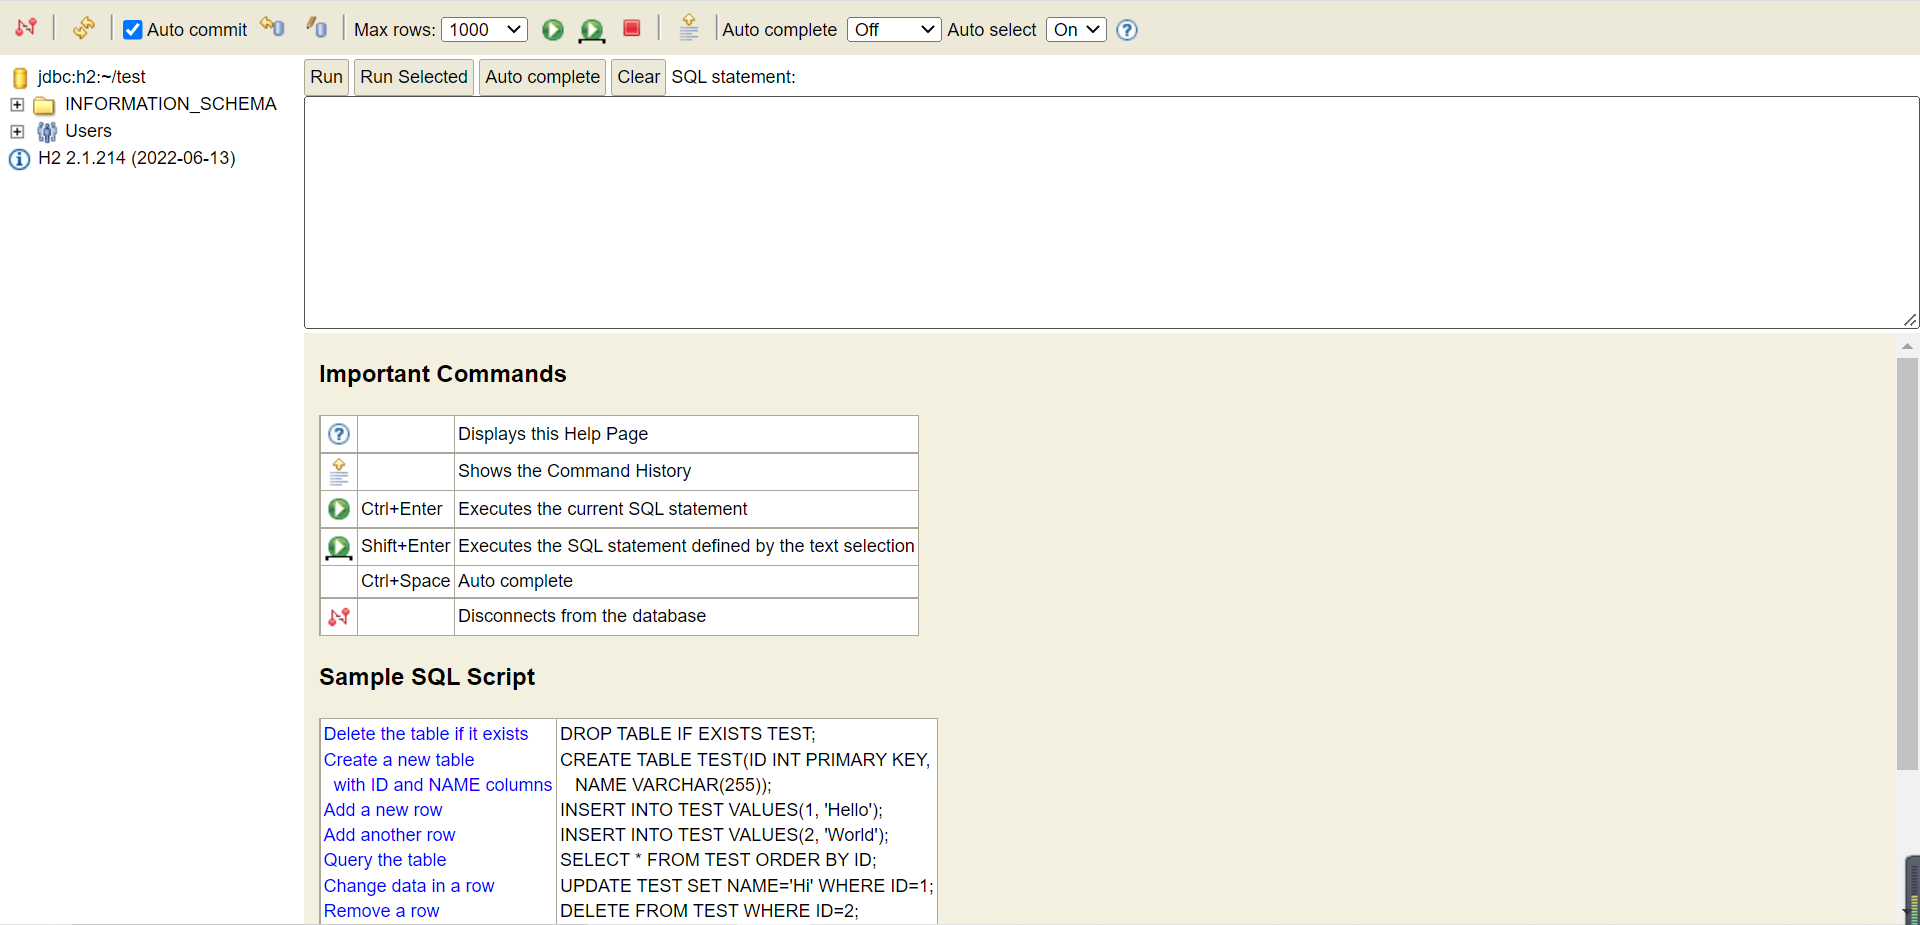 Auto commit Max rows: 1000 Auto complete Off Auto select On
jdbc:h2:~/test
INFORMATION_SCHEMA
Users
H2 2.1.214 (2022-06-13)
Run Run Selected Auto complete Clear SQL statement:
Important Commands
Displays this Help Page
Shows the Command History
Ctrl+Enter Executes the current SQL statement
Shift+Enter Executes the SQL statement defined by the text selection
Ctrl+Space Auto complete
Disconnects from the database
Sample SQL Script
Delete the table if it exists DROP TABLE IF EXISTS TEST;
Create a new table CREATE TABLE TEST(ID INT PRIMARY KEY,
with ID and NAME columns NAME VARCHAR(255));
Add a new row INSERT INTO TEST VALUES(1, 'Hello');
Add another row INSERT INTO TEST VALUES(2, 'World');
Query the table SELECT * FROM TEST ORDER BY ID;
Change data in a row UPDATE TEST SET NAME='Hi' WHERE ID=1;
Remove a row DELETE FROM TEST WHERE ID=2;